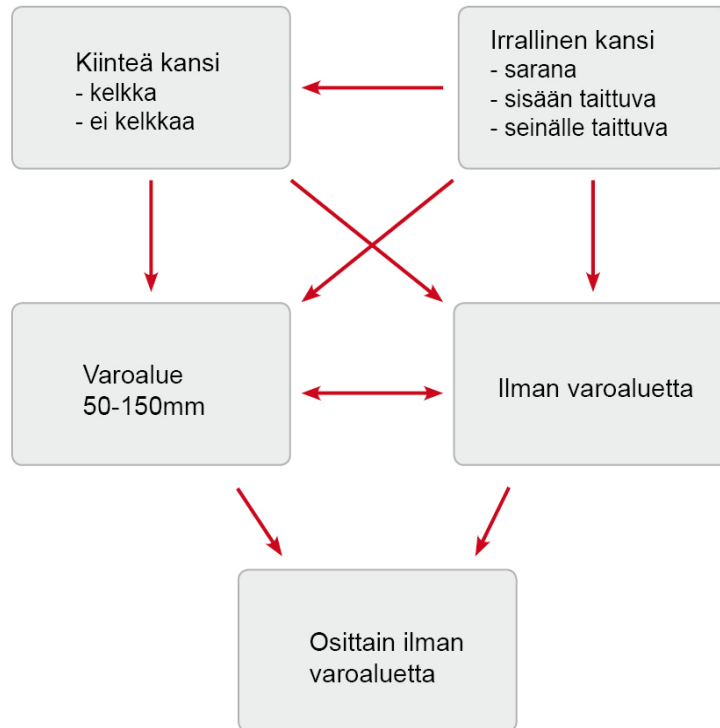 Kiinteä kansi
- kelkka
- ei kelkkaa
Irrallinen kansi
- sarana
- sisään taittuva
- seinälle taittuva
Varoalue
50-150mm
Ilman varoaluetta
Osittain ilman
varoaluetta